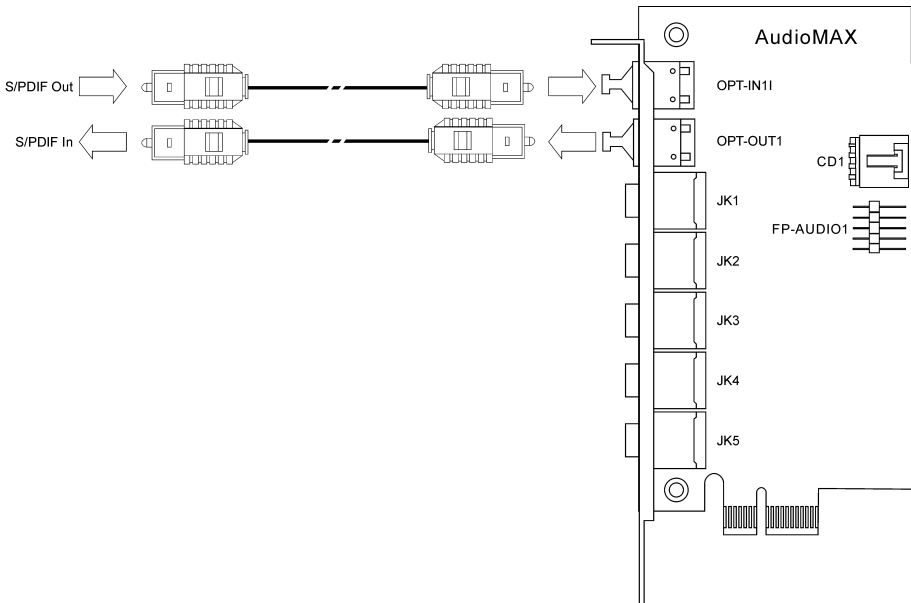 AudioMAX
S/PDIF Out
OPT-IN1I
S/PDIF In
OPT-OUT1
CD1
JK1
FP-AUDIO1
JK2
JK3
JK4
JK5